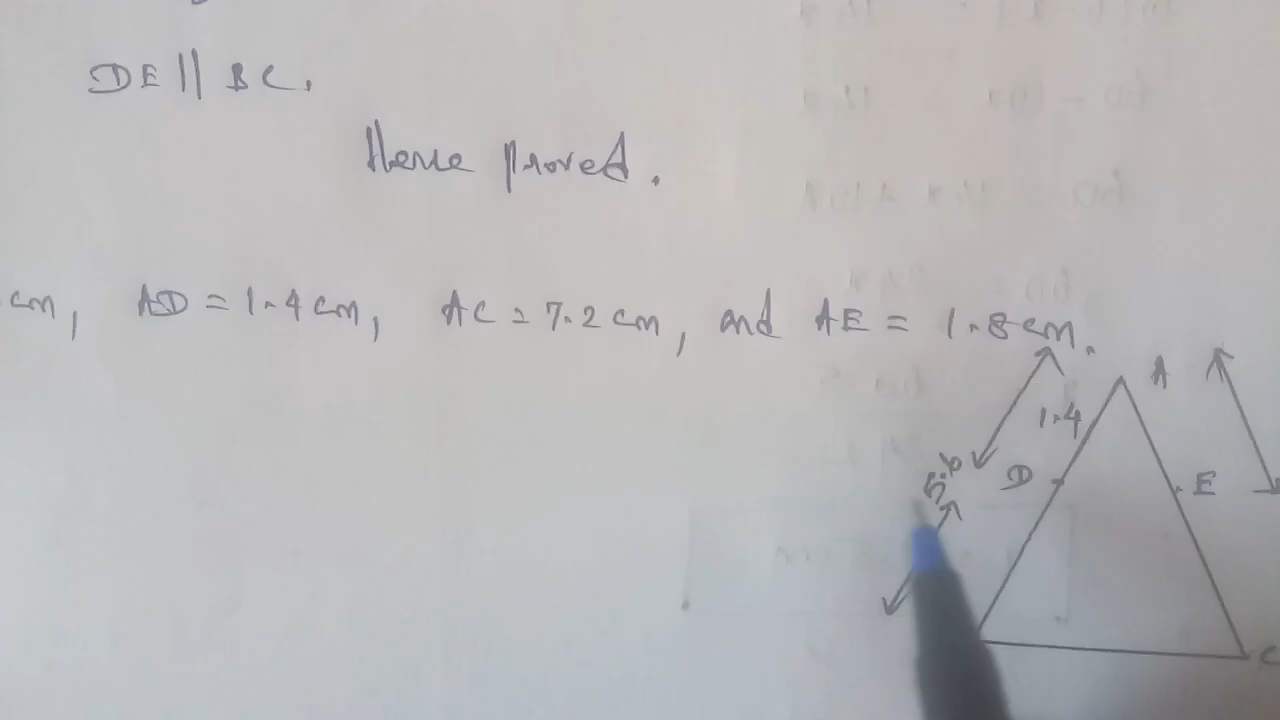 DE || BC.
Hence proved.
cm, AD = 1.4 cm, AC = 7.2 cm, and AE = 1.8 cm.
A
1.4
5.6
D
E
C